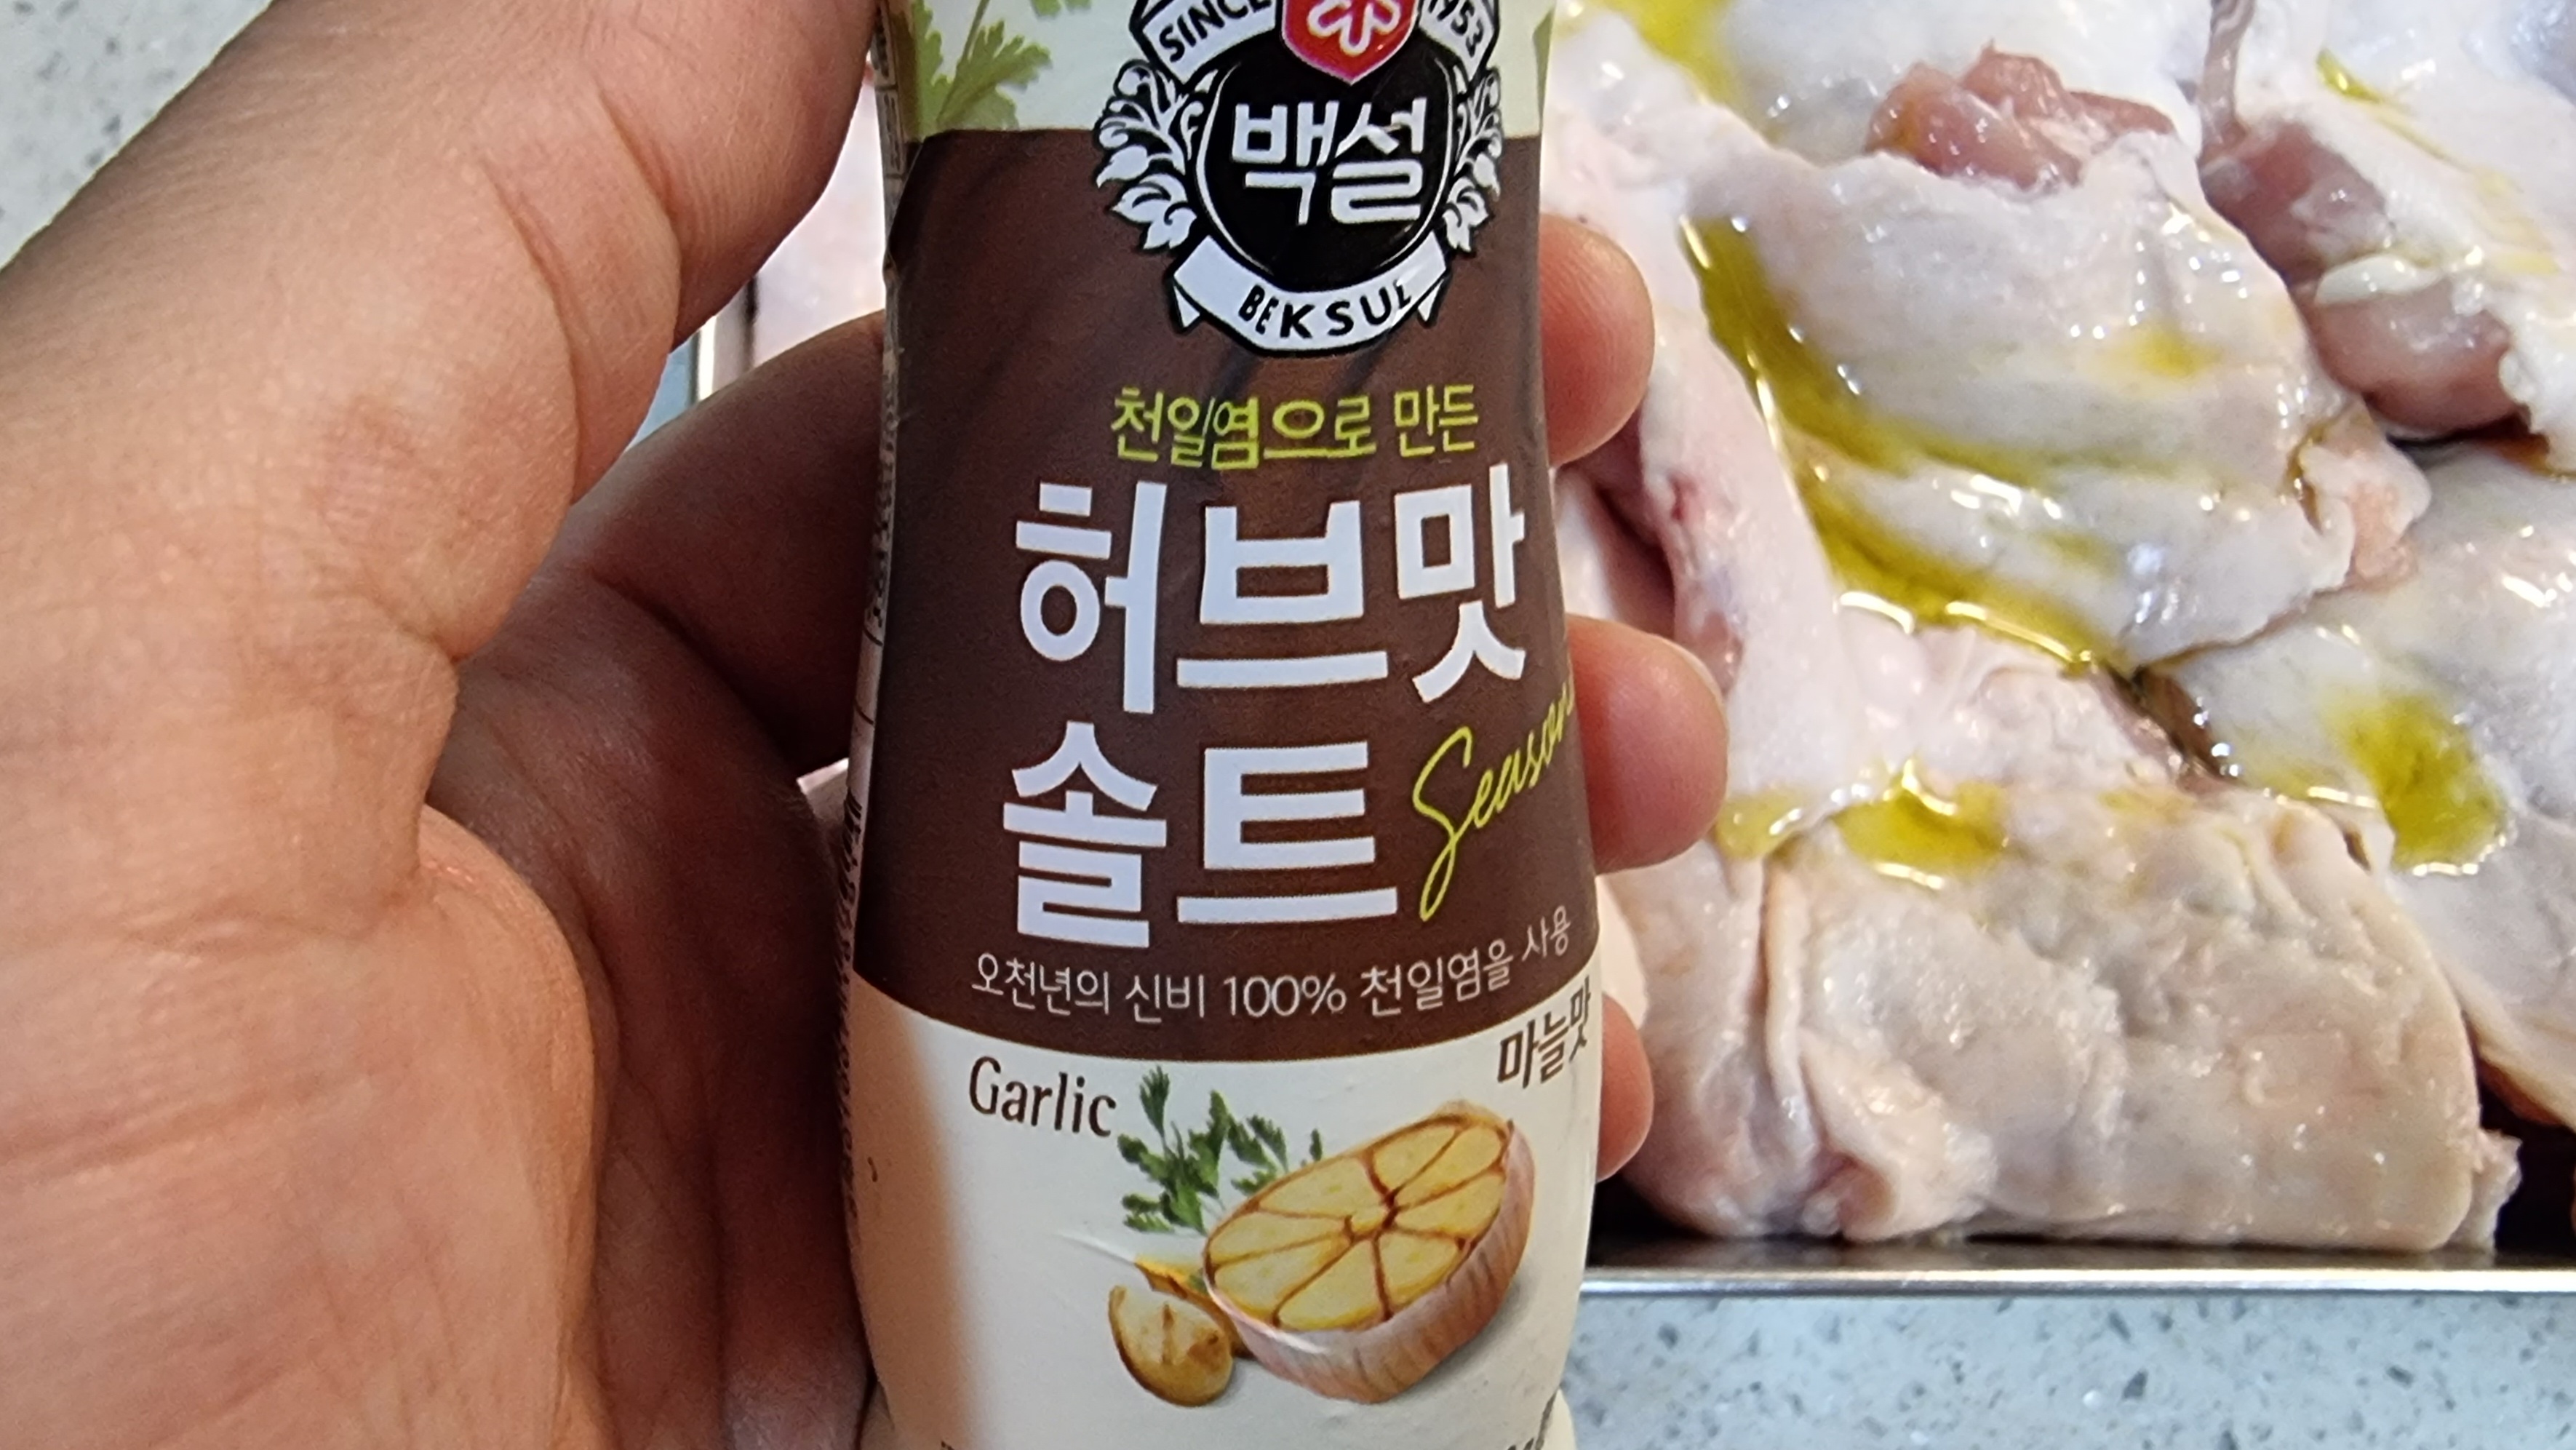 SINCE 1953
백설
BEKSUL
천일염으로 만든
허브맛
솔트
오천년의 신비 100% 천일염을 사용
Garlic
마늘맛